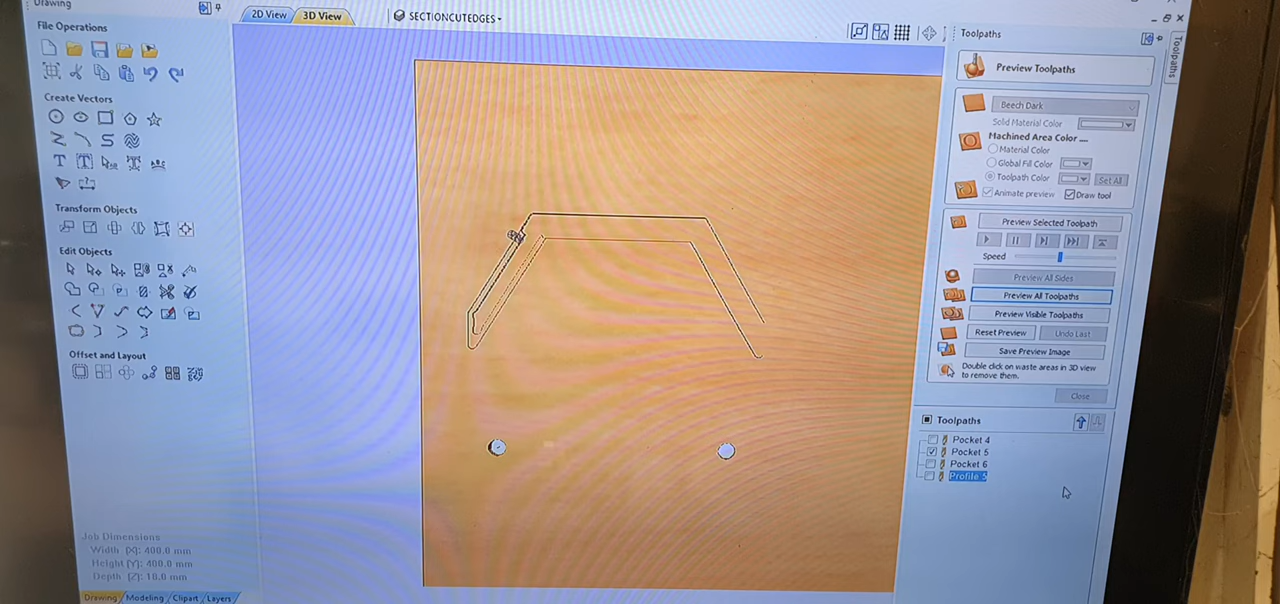 Drawing
File Operations
Create Vectors
Transform Objects
Edit Objects
Offset and Layout
Job Dimensions
Width (X): 400.0 mm
Height (Y): 400.0 mm
Depth (Z): 18.0 mm
Drawing Modeling Clipart Layers
2D View 3D View SECTIONCUTEDGES
Toolpaths
Toolpaths
Preview Toolpaths
Beech Dark
Solid Material Color
Machined Area Color ....
Material Color
Global Fill Color
Toolpath Color Set All
Animate preview Draw tool
Preview Selected Toolpath
Speed
Preview All Sides
Preview All Toolpaths
Preview Visible Toolpaths
Reset Preview Undo Last
Save Preview Image
Double click on waste areas in 3D view
to remove them.
Close
Toolpaths
Pocket 4
Pocket 5
Pocket 6
Profile 5